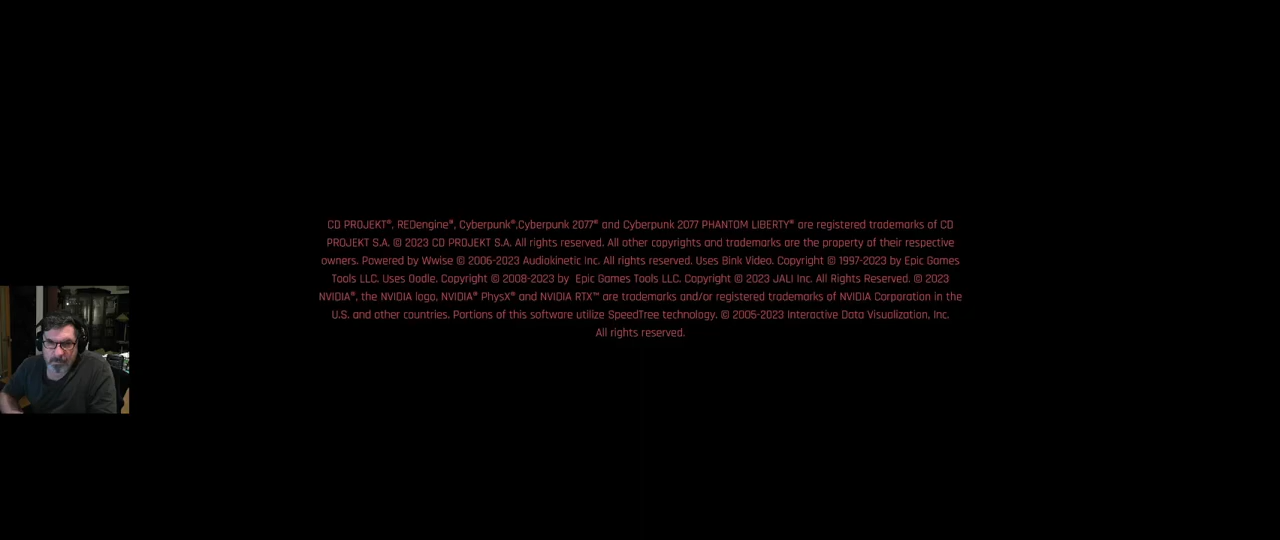 CD PROJEKT®, REDengine®, Cyberpunk®,Cyberpunk 2077® and Cyberpunk 2077 PHANTOM LIBERTY® are registered trademarks of CD
PROJEKT S.A. © 2023 CD PROJEKT S.A. All rights reserved. All other copyrights and trademarks are the property of their respective
owners. Powered by Wwise © 2006-2023 Audiokinetic Inc. All rights reserved. Uses Bink Video. Copyright © 1997-2023 by Epic Games
Tools LLC. Uses Oodle. Copyright © 2008-2023 by Epic Games Tools LLC. Copyright © 2023 JALI Inc. All Rights Reserved. © 2023
NVIDIA®, the NVIDIA logo, NVIDIA® PhysX® and NVIDIA RTX™ are trademarks and/or registered trademarks of NVIDIA Corporation in the
U.S. and other countries. Portions of this software utilize SpeedTree technology. © 2005-2023 Interactive Data Visualization, Inc.
All rights reserved.